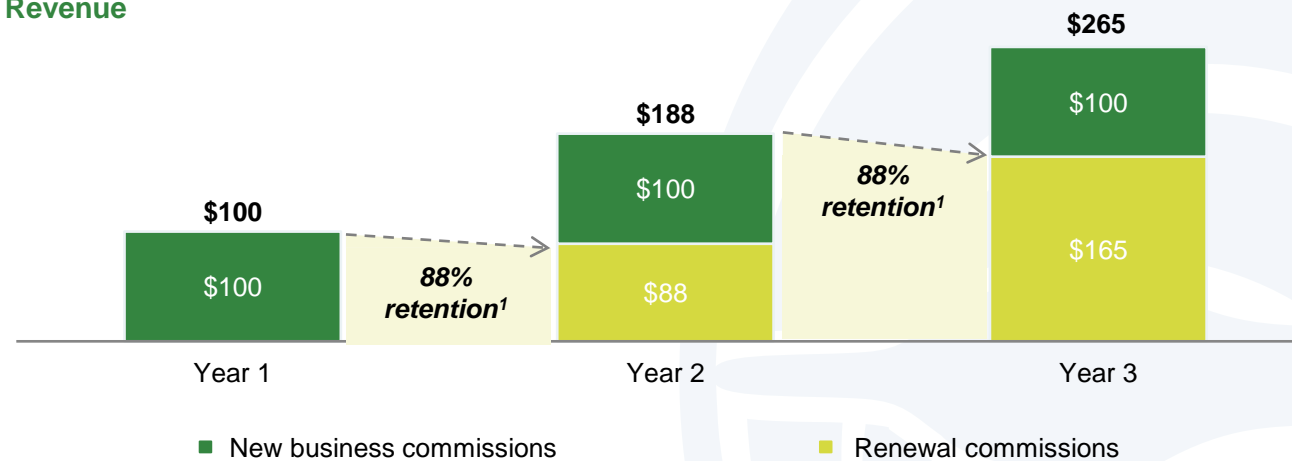 Revenue
$265
$100
$188
88%
retention¹
$100
$100
$165
$100
88%
retention¹
$88
Year 1
Year 2
Year 3
New business commissions
Renewal commissions